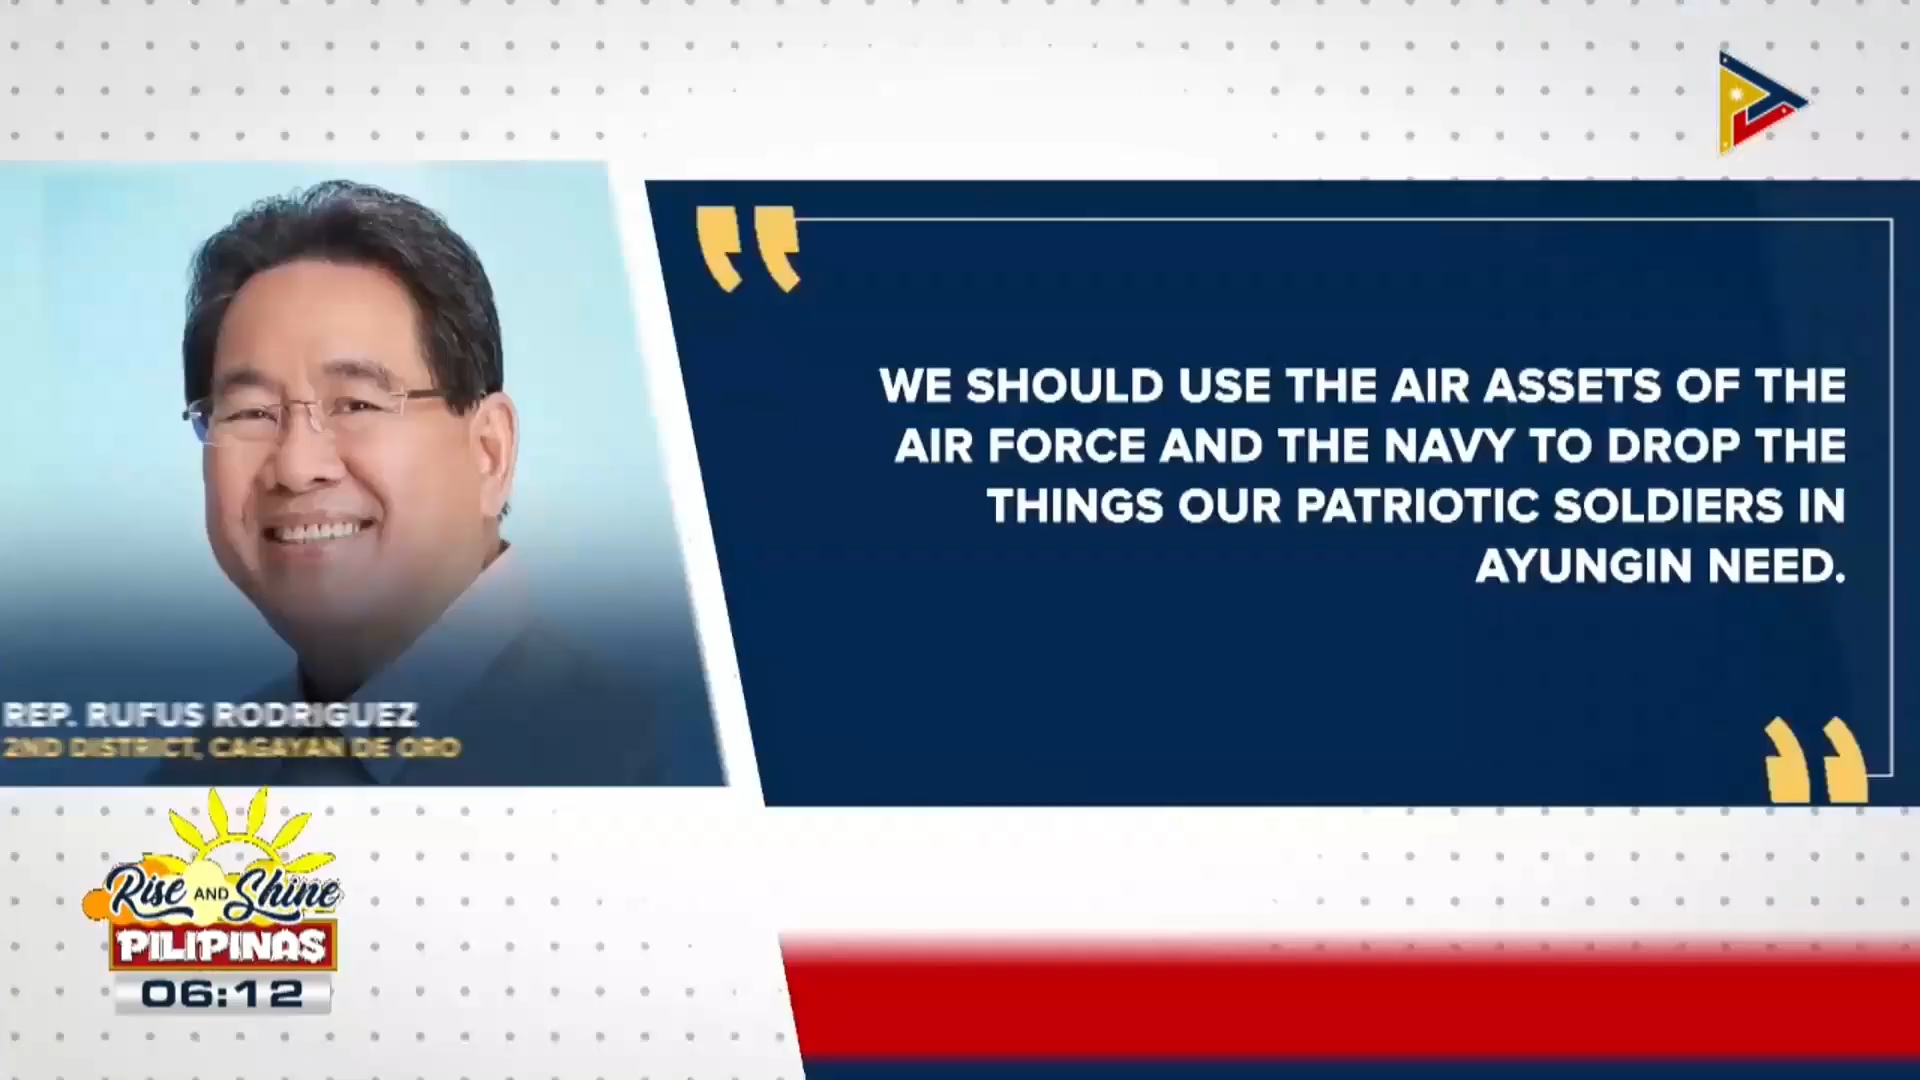 WE SHOULD USE THE AIR ASSETS OF THE
AIR FORCE AND THE NAVY TO DROP THE
THINGS OUR PATRIOTIC SOLDIERS IN
AYUNGIN NEED.
REP. RUFUS RODRIGUEZ
2ND DISTRICT, CAGAYAN DE ORO
Rise AND Shine
PILIPINAS
06:12